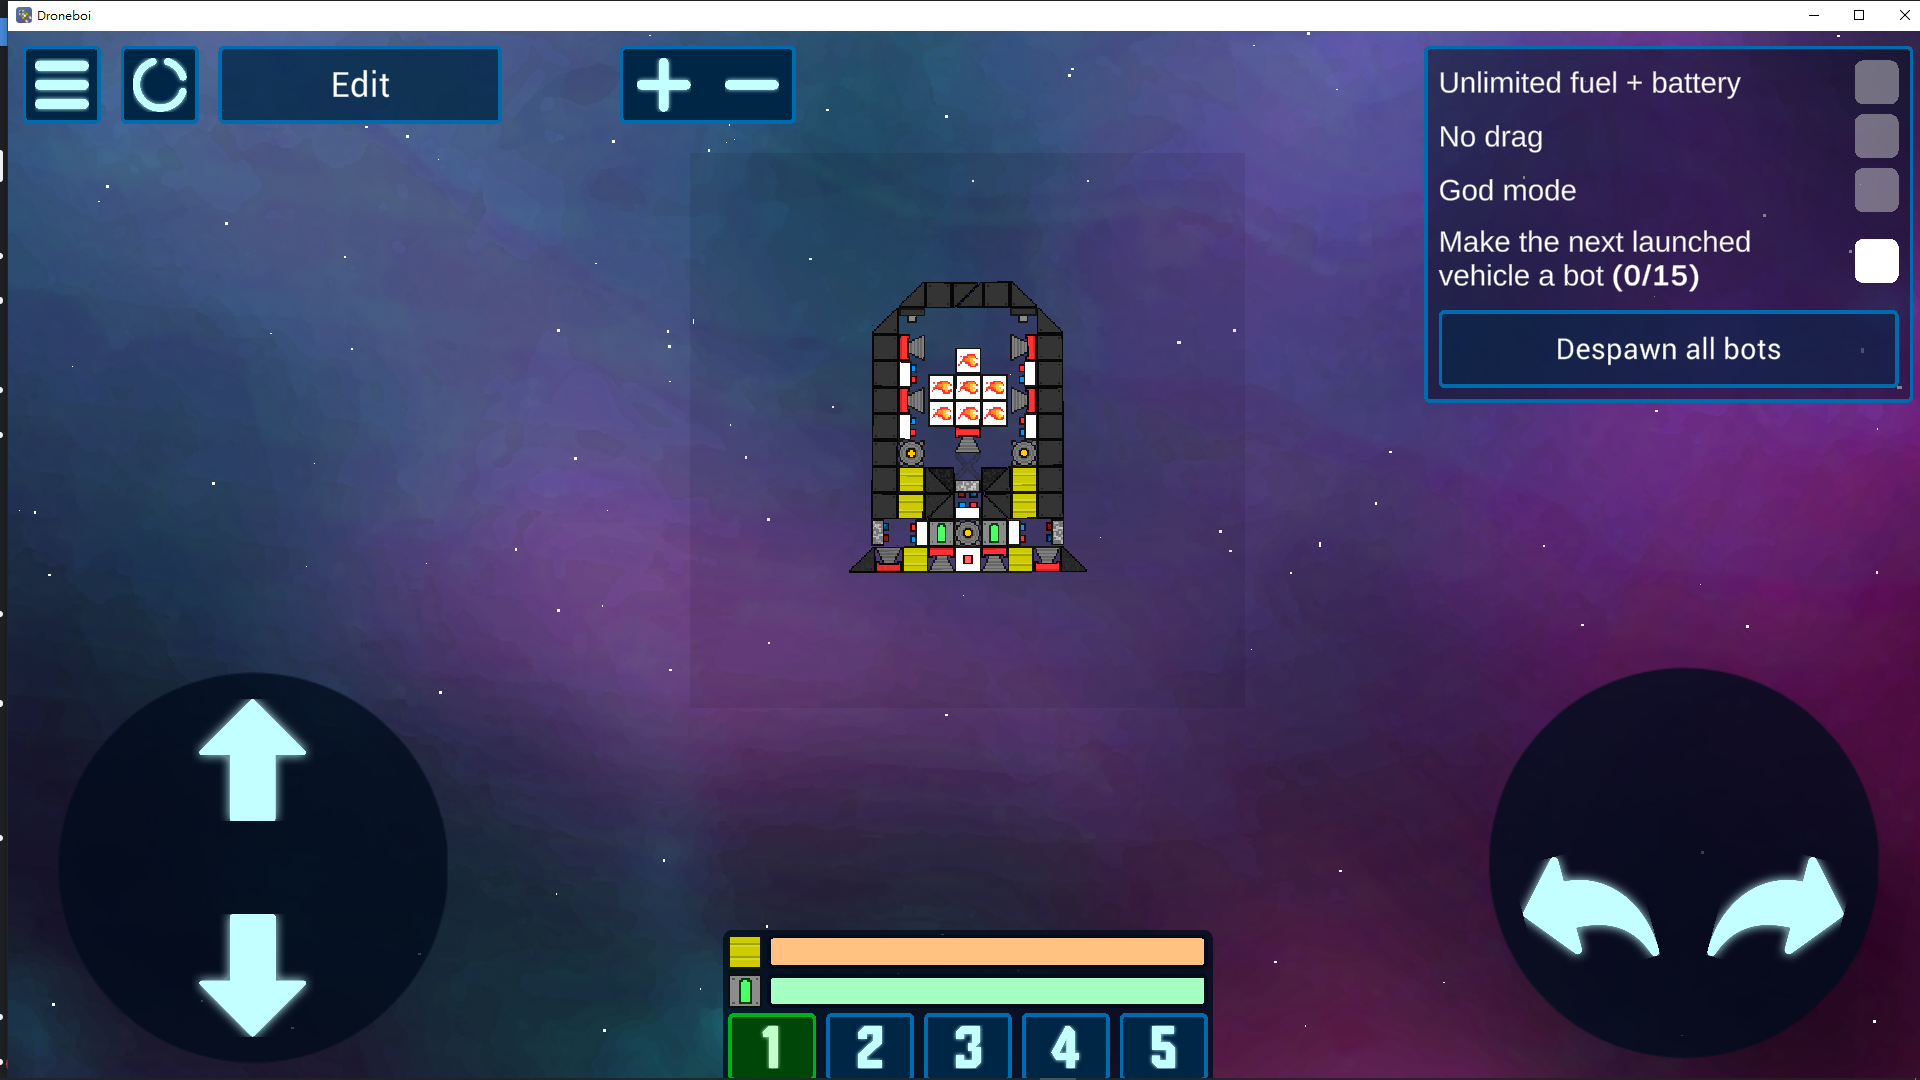 Droneboi
Edit
Unlimited fuel + battery
No drag
God mode
Make the next launched
vehicle a bot (0/15)
Despawn all bots
1 2 3 4 5